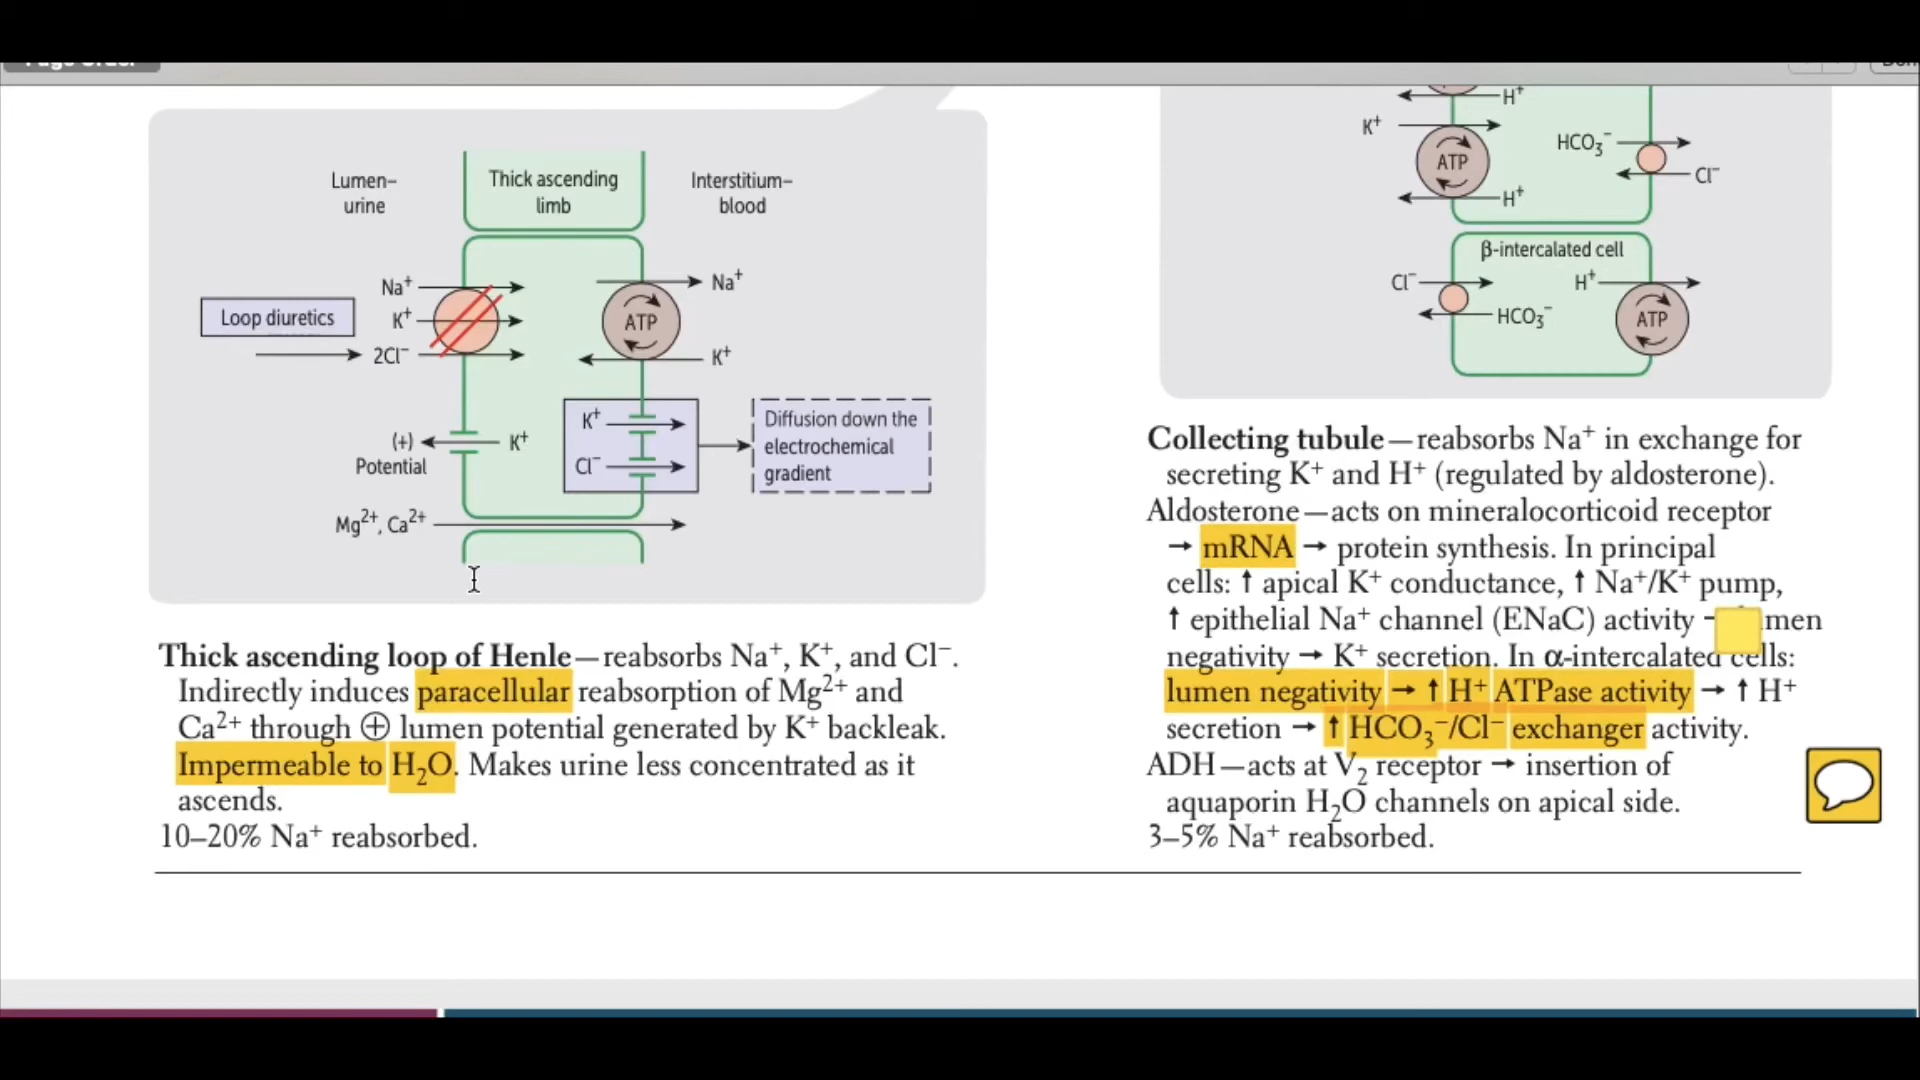 Lumen–
urine
Thick ascending
limb
Interstitium–
blood
Na⁺
Na⁺
Loop diuretics
K⁺
ATP
2Cl⁻
K⁺
K⁺
Cl⁻
Diffusion down the
electrochemical
gradient
(+)
Potential
K⁺
Mg²⁺, Ca²⁺
Thick ascending loop of Henle—reabsorbs Na⁺, K⁺, and Cl⁻.
Indirectly induces paracellular reabsorption of Mg²⁺ and
Ca²⁺ through ⊕ lumen potential generated by K⁺ backleak.
Impermeable to H₂O. Makes urine less concentrated as it
ascends.
10–20% Na⁺ reabsorbed.
H⁺
K⁺
ATP
HCO₃⁻
Cl⁻
H⁺
β-intercalated cell
Cl⁻
H⁺
HCO₃⁻
ATP
Collecting tubule—reabsorbs Na⁺ in exchange for
secreting K⁺ and H⁺ (regulated by aldosterone).
Aldosterone—acts on mineralocorticoid receptor
→ mRNA → protein synthesis. In principal
cells: ↑ apical K⁺ conductance, ↑ Na⁺/K⁺ pump,
↑ epithelial Na⁺ channel (ENaC) activity
negativity → K⁺ secretion. In α-intercalated cells:
lumen negativity → ↑ H⁺ ATPase activity → ↑ H⁺
secretion → ↑ HCO₃⁻/Cl⁻ exchanger activity.
ADH—acts at V₂ receptor → insertion of
aquaporin H₂O channels on apical side.
3–5% Na⁺ reabsorbed.